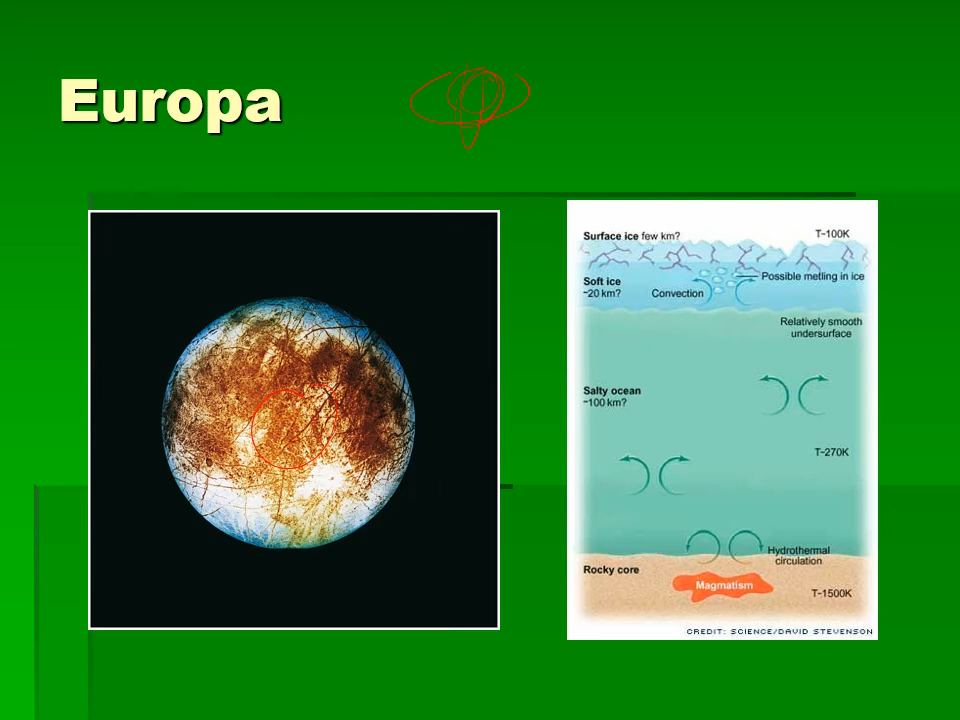 Europa
Surface ice few km?
T~100K
Soft ice
~20 km?
Convection
Possible metling in ice
Relatively smooth
undersurface
Salty ocean
~100 km?
T~270K
Hydrothermal
circulation
Rocky core
Magmatism
T~1500K
CREDIT: SCIENCE/DAVID STEVENSON